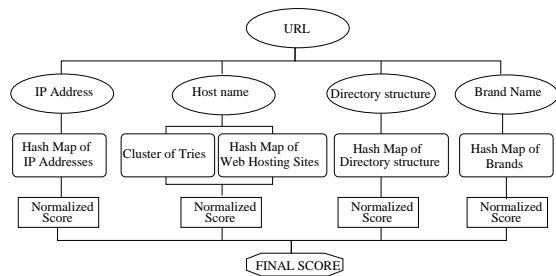 URL
IP Address
Host name
Directory structure
Brand Name
Hash Map of
IP Addresses
Cluster of Tries
Hash Map of
Web Hosting Sites
Hash Map of
Directory structure
Hash Map of
Brands
Normalized
Score
Normalized
Score
Normalized
Score
Normalized
Score
FINAL SCORE